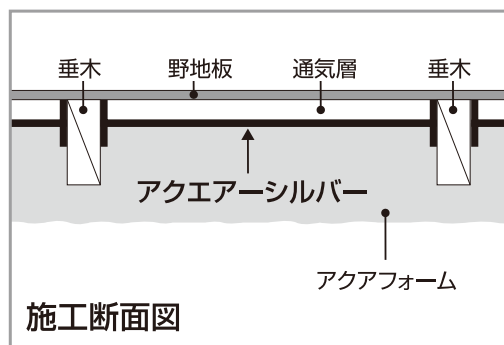 垂木 野地板 通気層 垂木
アクエアーシルバー
アクアフォーム
施工断面図